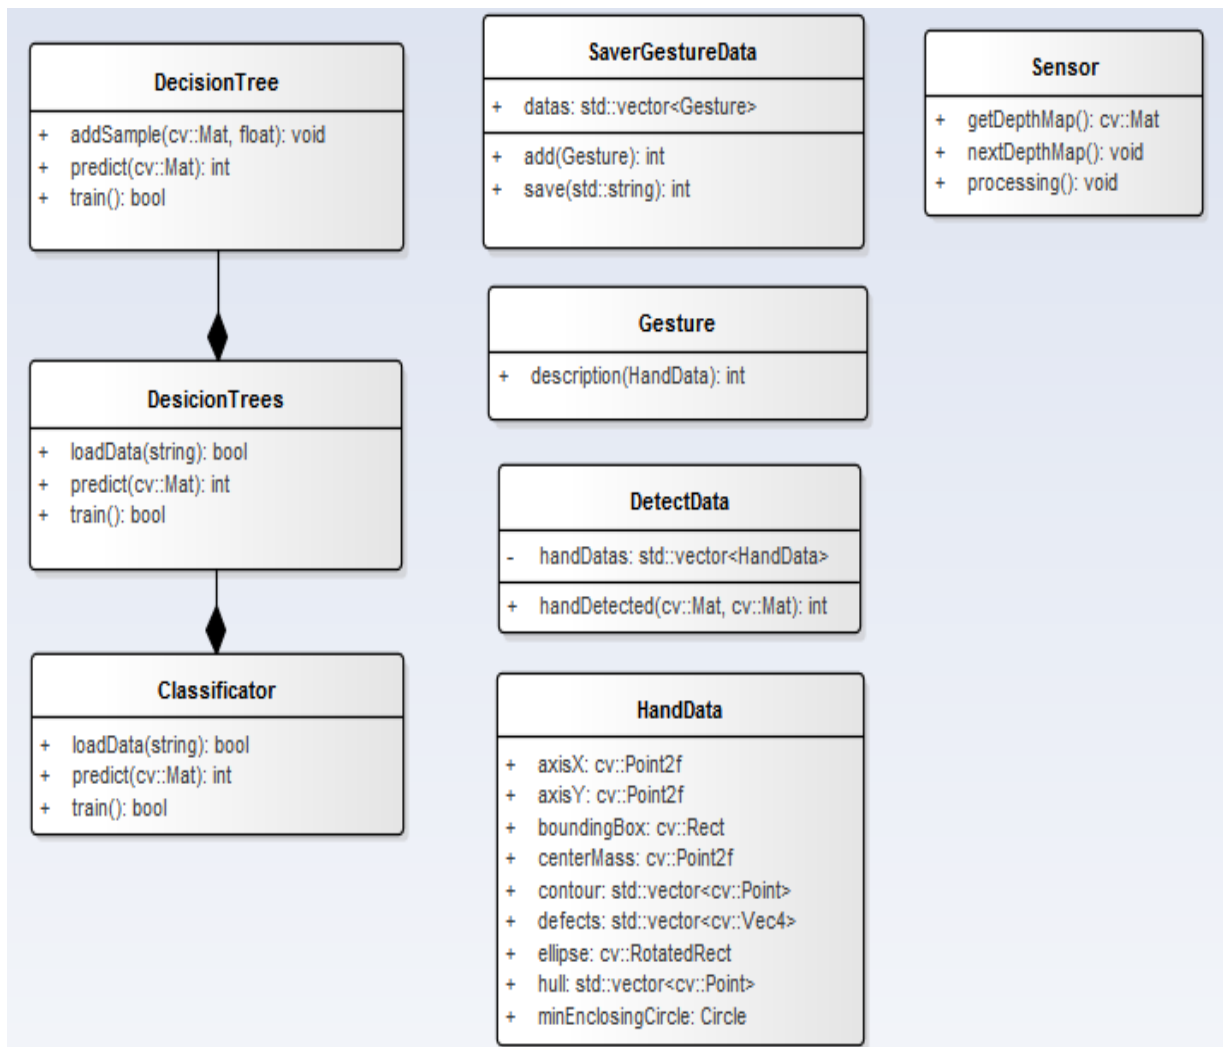 DecisionTree
+ addSample(cv::Mat, float): void
+ predict(cv::Mat): int
+ train(): bool
DesicionTrees
+ loadData(string): bool
+ predict(cv::Mat): int
+ train(): bool
Classificator
+ loadData(string): bool
+ predict(cv::Mat): int
+ train(): bool
SaverGestureData
+ datas: std::vector<Gesture>
+ add(Gesture): int
+ save(std::string): int
Gesture
+ description(HandData): int
DetectData
- handDatas: std::vector<HandData>
+ handDetected(cv::Mat, cv::Mat): int
HandData
+ axisX: cv::Point2f
+ axisY: cv::Point2f
+ boundingBox: cv::Rect
+ centerMass: cv::Point2f
+ contour: std::vector<cv::Point>
+ defects: std::vector<cv::Vec4>
+ ellipse: cv::RotatedRect
+ hull: std::vector<cv::Point>
+ minEnclosingCircle: Circle
Sensor
+ getDepthMap(): cv::Mat
+ nextDepthMap(): void
+ processing(): void